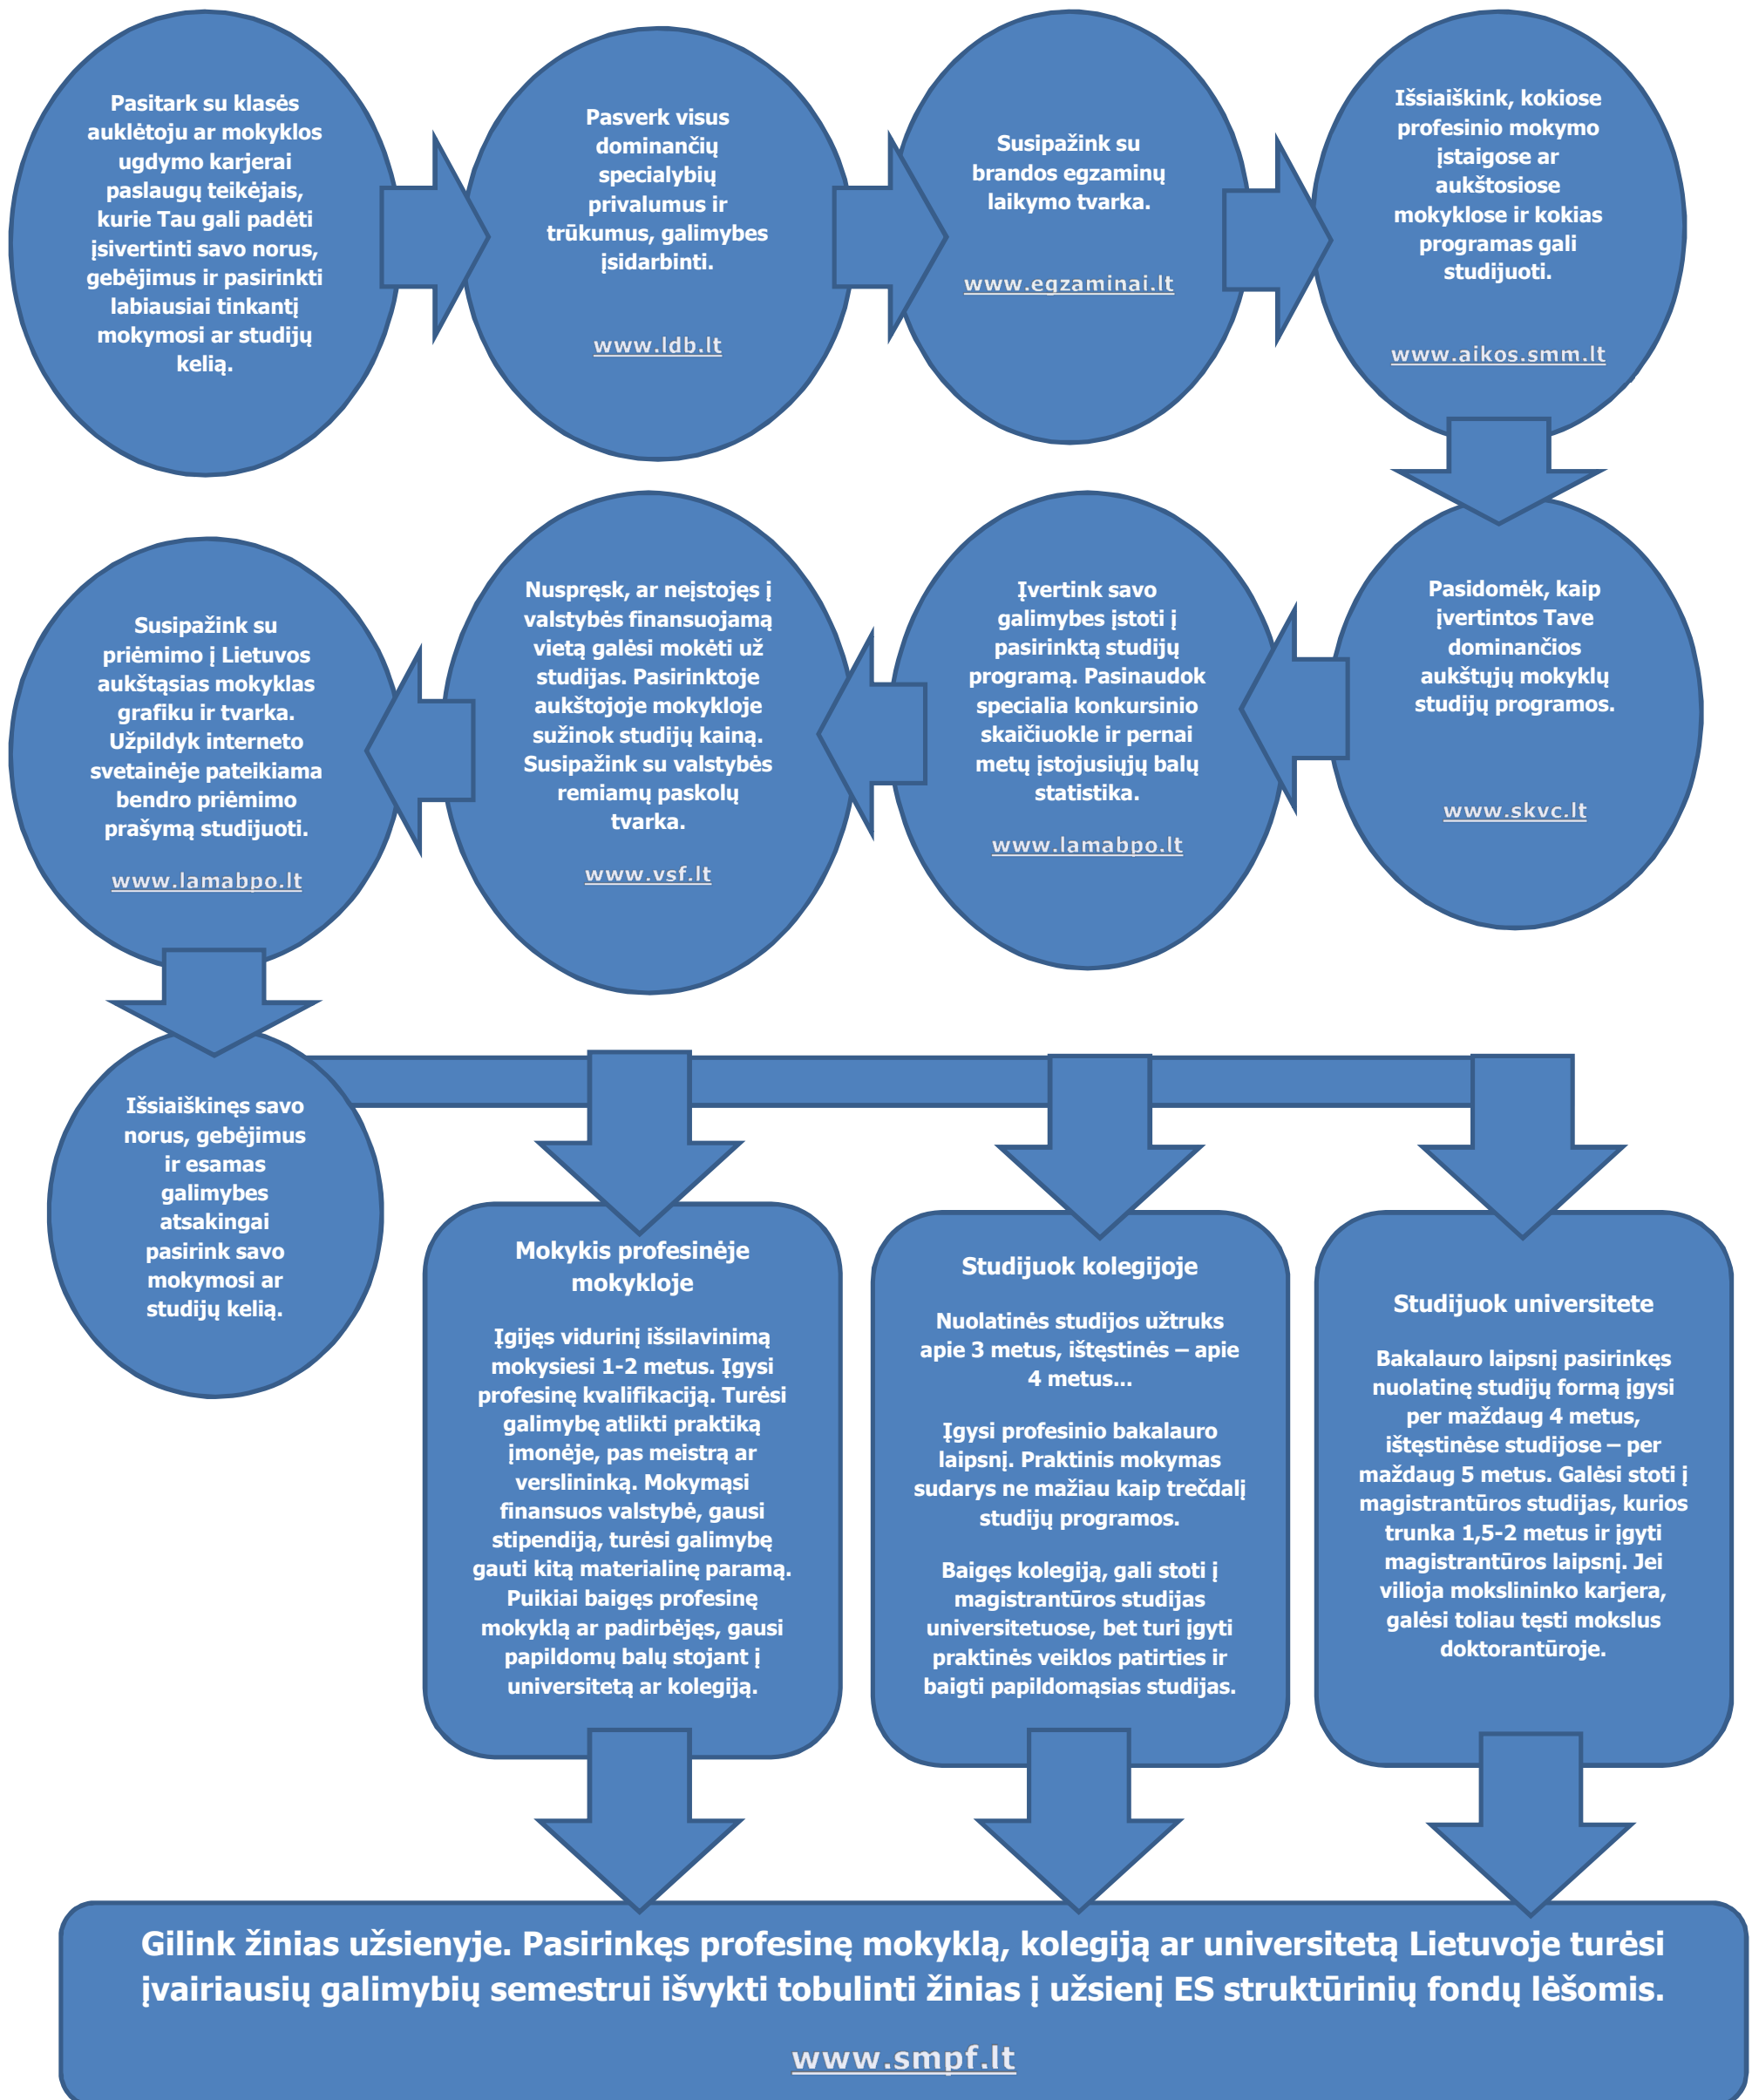 Pasitark su klasės
auklėtoju ar mokyklos
ugdymo karjerai
paslaugų teikėjais,
kurie Tau gali padėti
įsivertinti savo norus,
gebėjimus ir pasirinkti
labiausiai tinkantį
mokymosi ar studijų
kelią.
Pasverk visus
dominančių
specialybių
privalumus ir
trūkumus, galimybes
įsidarbinti.
www.ldb.lt
Susipažink su
brandos egzaminų
laikymo tvarka.
www.egzaminai.lt
Išsiaiškink, kokiose
profesinio mokymo
įstaigose ar
aukštosiose
mokyklose ir kokias
programas gali
studijuoti.
www.aikos.smm.lt
Pasidomėk, kaip
įvertintos Tave
dominančios
aukštųjų mokyklų
studijų programos.
www.skvc.lt
Įvertink savo
galimybes įstoti į
pasirinktą studijų
programą. Pasinaudok
specialia konkursinio
skaičiuokle ir pernai
metų įstojusiųjų balų
statistika.
www.lamabpo.lt
Nuspręsk, ar neįstojęs į
valstybės finansuojamą
vietą galėsi mokėti už
studijas. Pasirinktoje
aukštojoje mokykloje
sužinok studijų kainą.
Susipažink su valstybės
remiamų paskolų
tvarka.
www.vsf.lt
Susipažink su
priėmimo į Lietuvos
aukštąsias mokyklas
grafiku ir tvarka.
Užpildyk interneto
svetainėje pateikiama
bendro priėmimo
prašymą studijuoti.
www.lamabpo.lt
Išsiaiškinęs savo
norus, gebėjimus
ir esamas
galimybes
atsakingai
pasirink savo
mokymosi ar
studijų kelią.
Mokykis profesinėje
mokykloje
Įgijęs vidurinį išsilavinimą
mokysiesi 1-2 metus. Įgysi
profesinę kvalifikaciją. Turėsi
galimybę atlikti praktiką
įmonėje, pas meistrą ar
verslininką. Mokymąsi
finansuos valstybė, gausi
stipendiją, turėsi galimybę
gauti kitą materialinę paramą.
Puikiai baigęs profesinę
mokyklą ar padirbėjęs, gausi
papildomų balų stojant į
universitetą ar kolegiją.
Studijuok kolegijoje
Nuolatinės studijos užtruks
apie 3 metus, ištęstinės – apie
4 metus…
Įgysi profesinio bakalauro
laipsnį. Praktinis mokymas
sudarys ne mažiau kaip trečdalį
studijų programos.
Baigęs kolegiją, gali stoti į
magistrantūros studijas
universitetuose, bet turi įgyti
praktinės veiklos patirties ir
baigti papildomąsias studijas.
Studijuok universitete
Bakalauro laipsnį pasirinkęs
nuolatinę studijų formą įgysi
per maždaug 4 metus,
ištęstinėse studijose – per
maždaug 5 metus. Galėsi stoti į
magistrantūros studijas, kurios
trunka 1,5-2 metus ir įgyti
magistrantūros laipsnį. Jei
vilioja mokslininko karjera,
galėsi toliau tęsti mokslus
doktorantūroje.
Gilink žinias užsienyje. Pasirinkęs profesinę mokyklą, kolegiją ar universitetą Lietuvoje turėsi
įvairiausių galimybių semestrui išvykti tobulinti žinias į užsienį ES struktūrinių fondų lėšomis.
www.smpf.lt